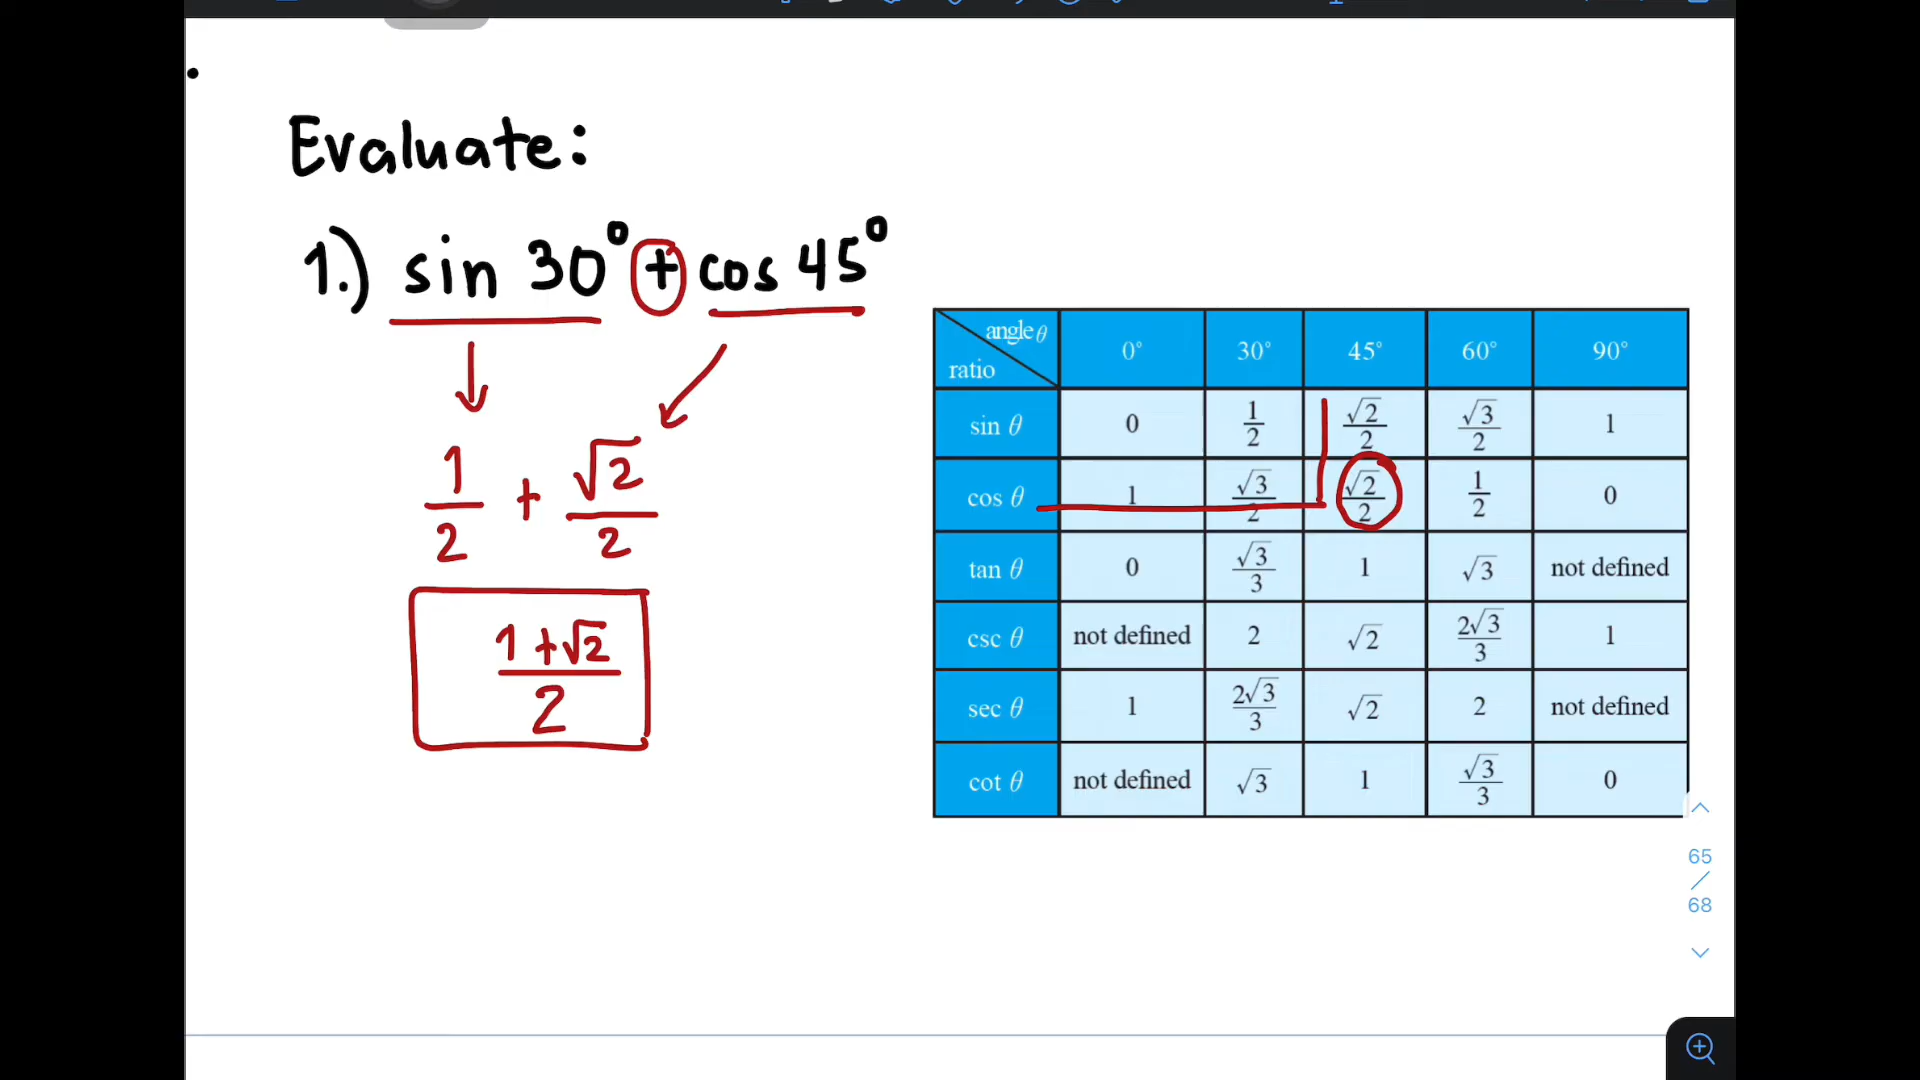 Evaluate:
1.) sin 30° + cos 45°
1/2 + √2/2
(1+√2)/2
angle θ 0° 30° 45° 60° 90°
ratio
sin θ 0 1/2 √2/2 √3/2 1
cos θ 1 √3/2 √2/2 1/2 0
tan θ 0 √3/3 1 √3 not defined
csc θ not defined 2 √2 2√3/3 1
sec θ 1 2√3/3 √2 2 not defined
cot θ not defined √3 1 √3/3 0
65
/
68